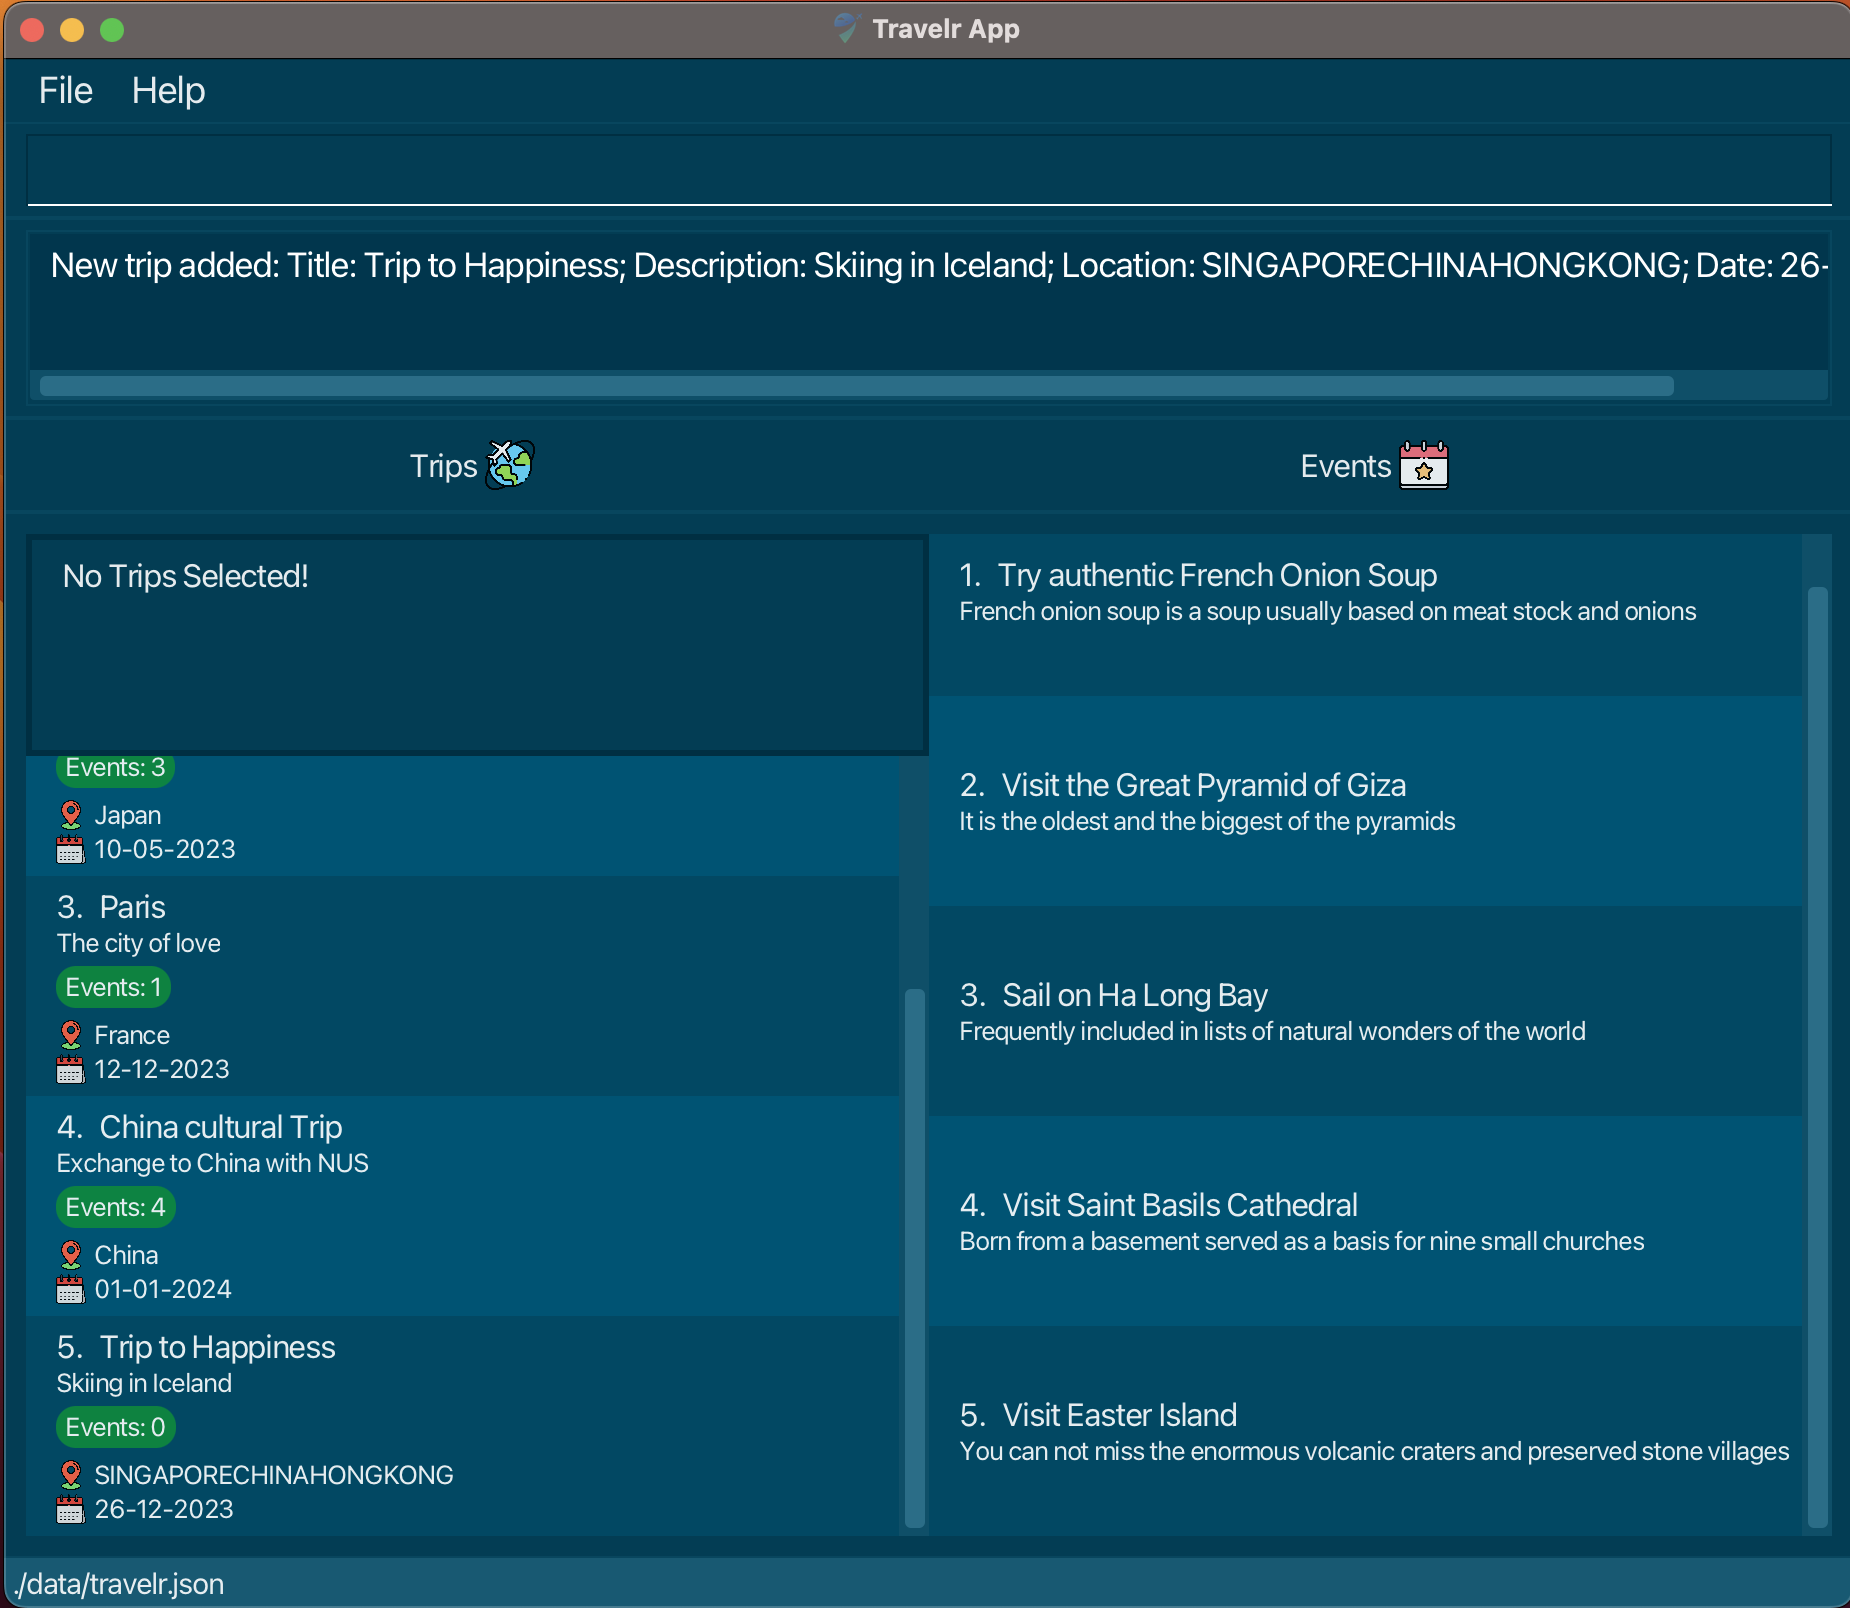 Travelr App
File Help
New trip added: Title: Trip to Happiness; Description: Skiing in Iceland; Location: SINGAPORECHINAHONGKONG; Date: 26-
Trips
Events
No Trips Selected!
Events: 3
Japan
10-05-2023
3. Paris
The city of love
Events: 1
France
12-12-2023
4. China cultural Trip
Exchange to China with NUS
Events: 4
China
01-01-2024
5. Trip to Happiness
Skiing in Iceland
Events: 0
SINGAPORECHINAHONGKONG
26-12-2023
1. Try authentic French Onion Soup
French onion soup is a soup usually based on meat stock and onions
2. Visit the Great Pyramid of Giza
It is the oldest and the biggest of the pyramids
3. Sail on Ha Long Bay
Frequently included in lists of natural wonders of the world
4. Visit Saint Basils Cathedral
Born from a basement served as a basis for nine small churches
5. Visit Easter Island
You can not miss the enormous volcanic craters and preserved stone villages
./data/travelr.json